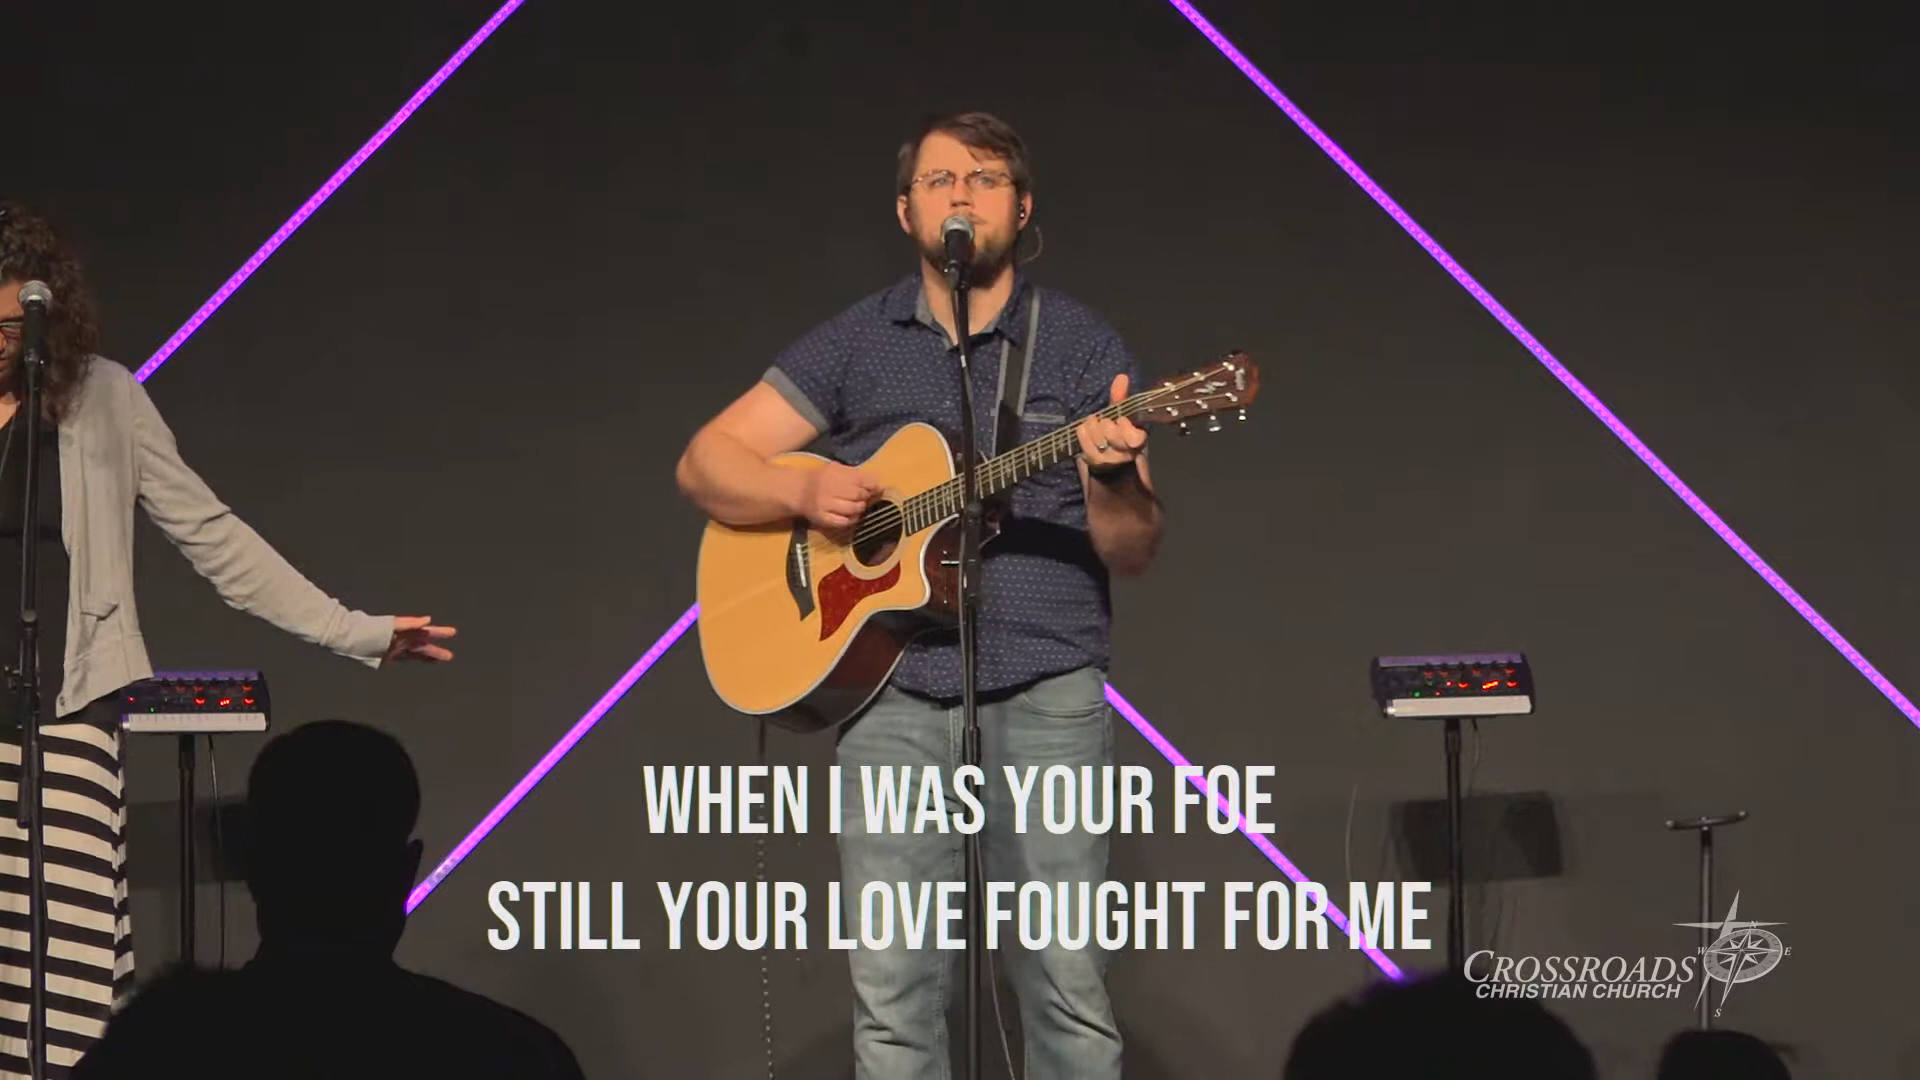 WHEN I WAS YOUR FOE
STILL YOUR LOVE FOUGHT FOR ME
CROSSROADS
CHRISTIAN CHURCH
N
W
E
S